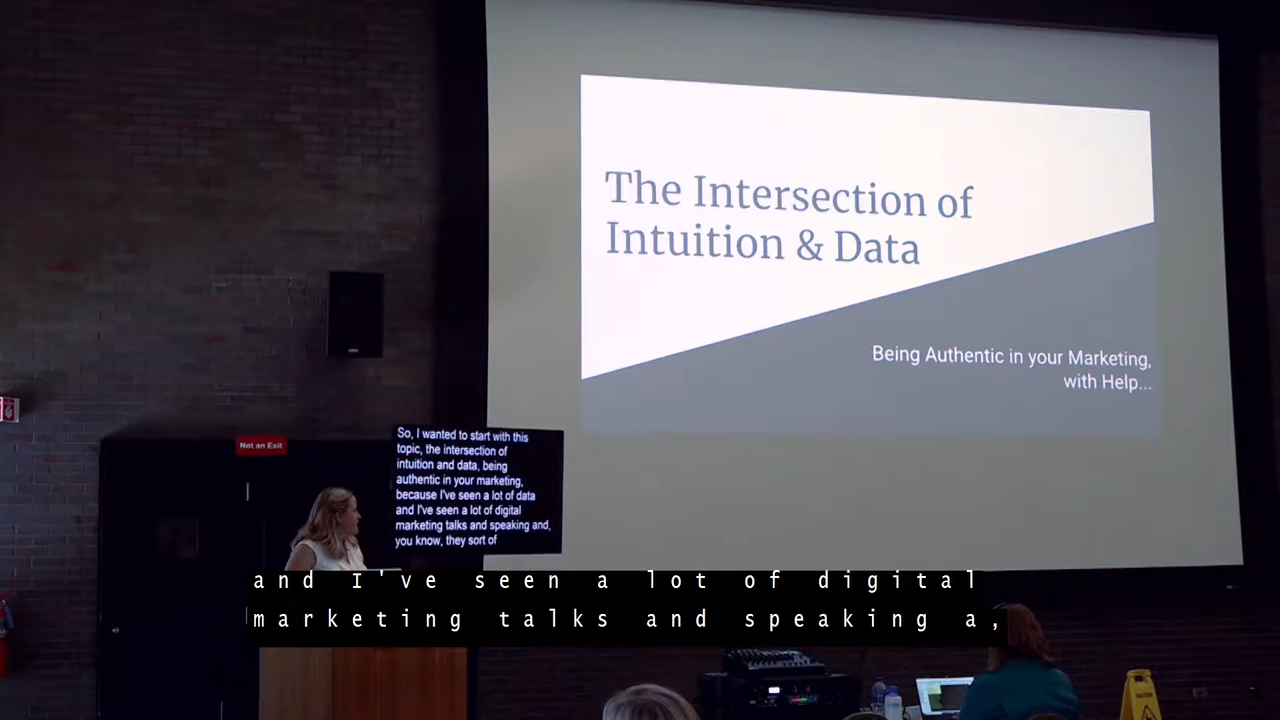 The Intersection of
Intuition & Data
Being Authentic in your Marketing,
with Help...
Not an Exit
So, I wanted to start with this
topic, the intersection of
intuition and data, being
authentic in your marketing,
because I've seen a lot of data
and I've seen a lot of digital
marketing talks and speaking and,
you know, they sort of
and I've seen a lot of digital
marketing talks and speaking a,
CAUTION